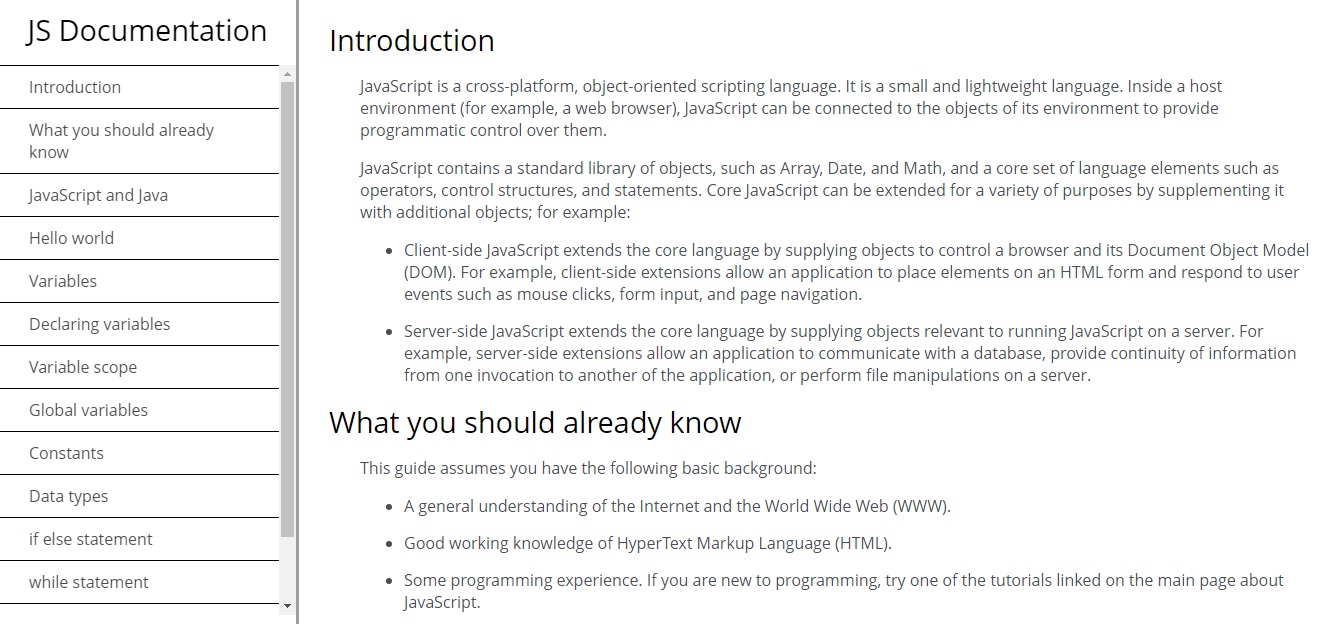 JS Documentation
Introduction
What you should already
know
JavaScript and Java
Hello world
Variables
Declaring variables
Variable scope
Global variables
Constants
Data types
if else statement
while statement
Introduction
JavaScript is a cross-platform, object-oriented scripting language. It is a small and lightweight language. Inside a host
environment (for example, a web browser), JavaScript can be connected to the objects of its environment to provide
programmatic control over them.
JavaScript contains a standard library of objects, such as Array, Date, and Math, and a core set of language elements such as
operators, control structures, and statements. Core JavaScript can be extended for a variety of purposes by supplementing it
with additional objects; for example:
• Client-side JavaScript extends the core language by supplying objects to control a browser and its Document Object Model
(DOM). For example, client-side extensions allow an application to place elements on an HTML form and respond to user
events such as mouse clicks, form input, and page navigation.
• Server-side JavaScript extends the core language by supplying objects relevant to running JavaScript on a server. For
example, server-side extensions allow an application to communicate with a database, provide continuity of information
from one invocation to another of the application, or perform file manipulations on a server.
What you should already know
This guide assumes you have the following basic background:
• A general understanding of the Internet and the World Wide Web (WWW).
• Good working knowledge of HyperText Markup Language (HTML).
• Some programming experience. If you are new to programming, try one of the tutorials linked on the main page about
JavaScript.